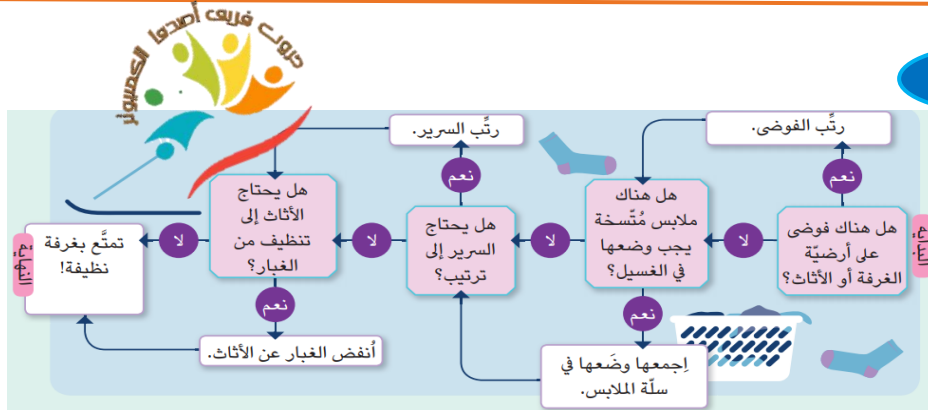 جروب فريق أصدقاء الكمبيوتر
البداية
هل هناك فوضى
على أرضيّة
الغرفة أو الأثاث؟
نعم
رتِّب الفوضى.
لا
هل هناك
ملابس مُتّسخة
يجب وضعها
في الغسيل؟
نعم
اِجمعها وضَعها في
سلّة الملابس.
لا
هل يحتاج
السرير إلى
ترتيب؟
نعم
رتِّب السرير.
لا
هل يحتاج
الأثاث إلى
تنظيف من
الغبار؟
نعم
اُنفض الغبار عن الأثاث.
لا
تمتَّع بغرفة
نظيفة!
النهاية